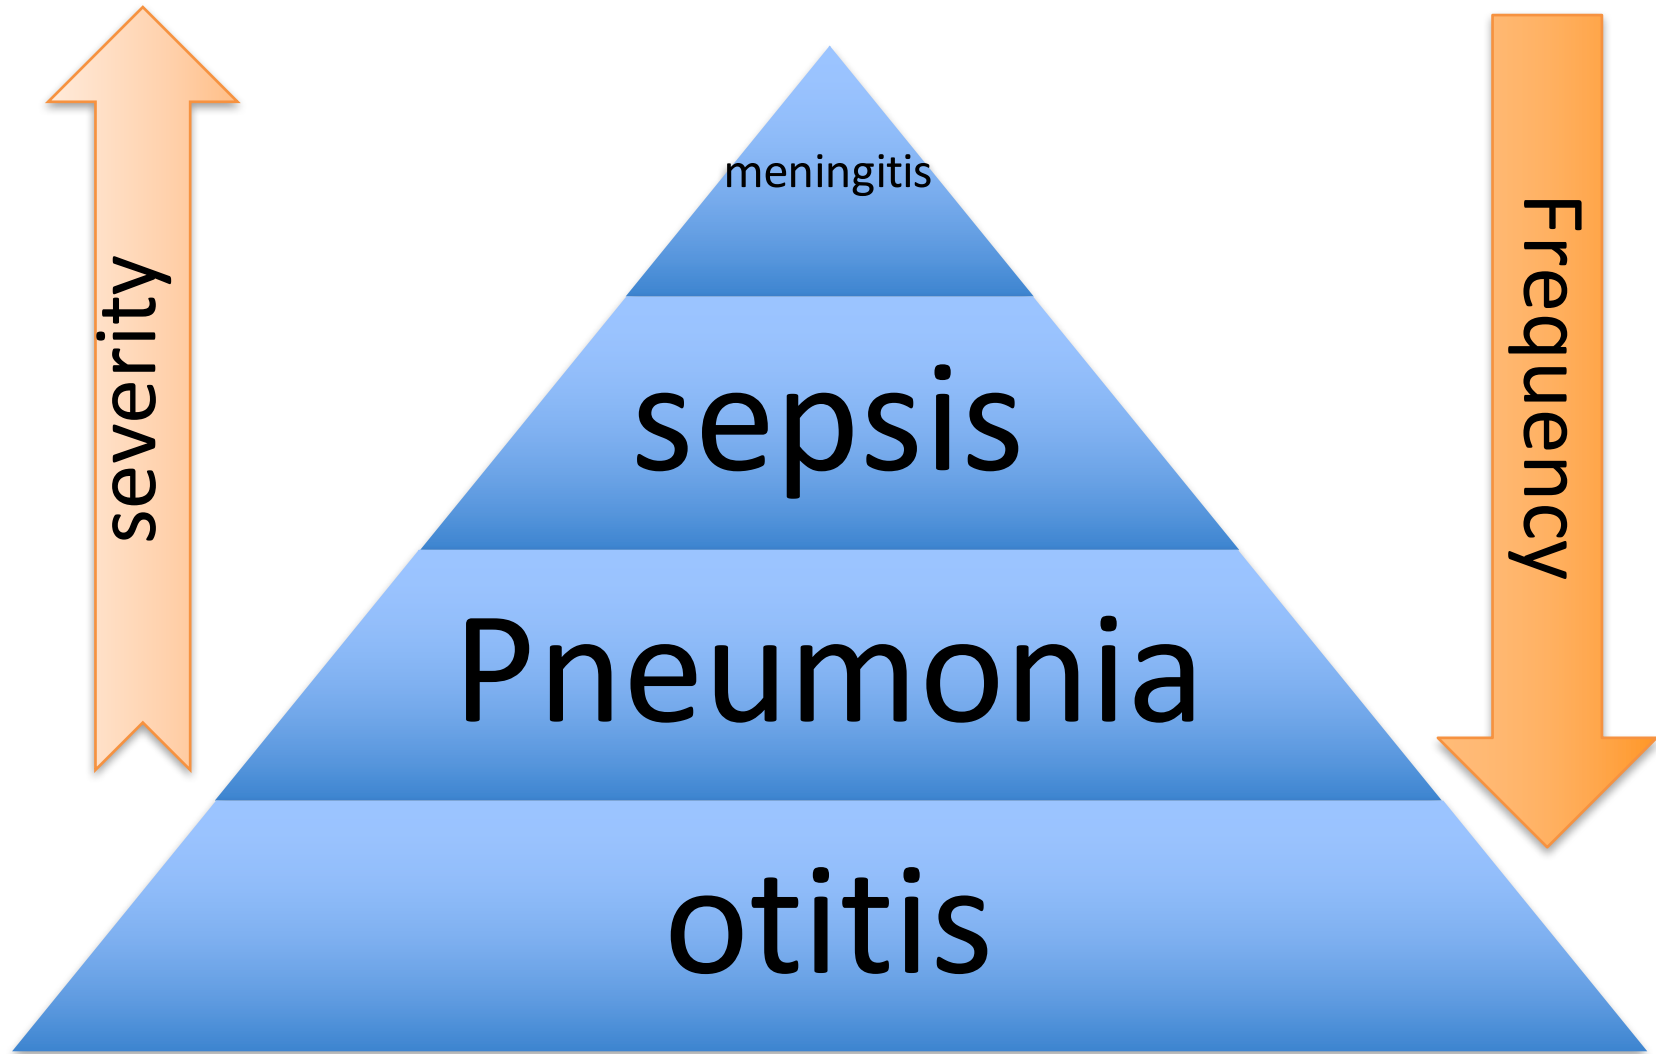 severity
meningitis
sepsis
Pneumonia
otitis
Frequency